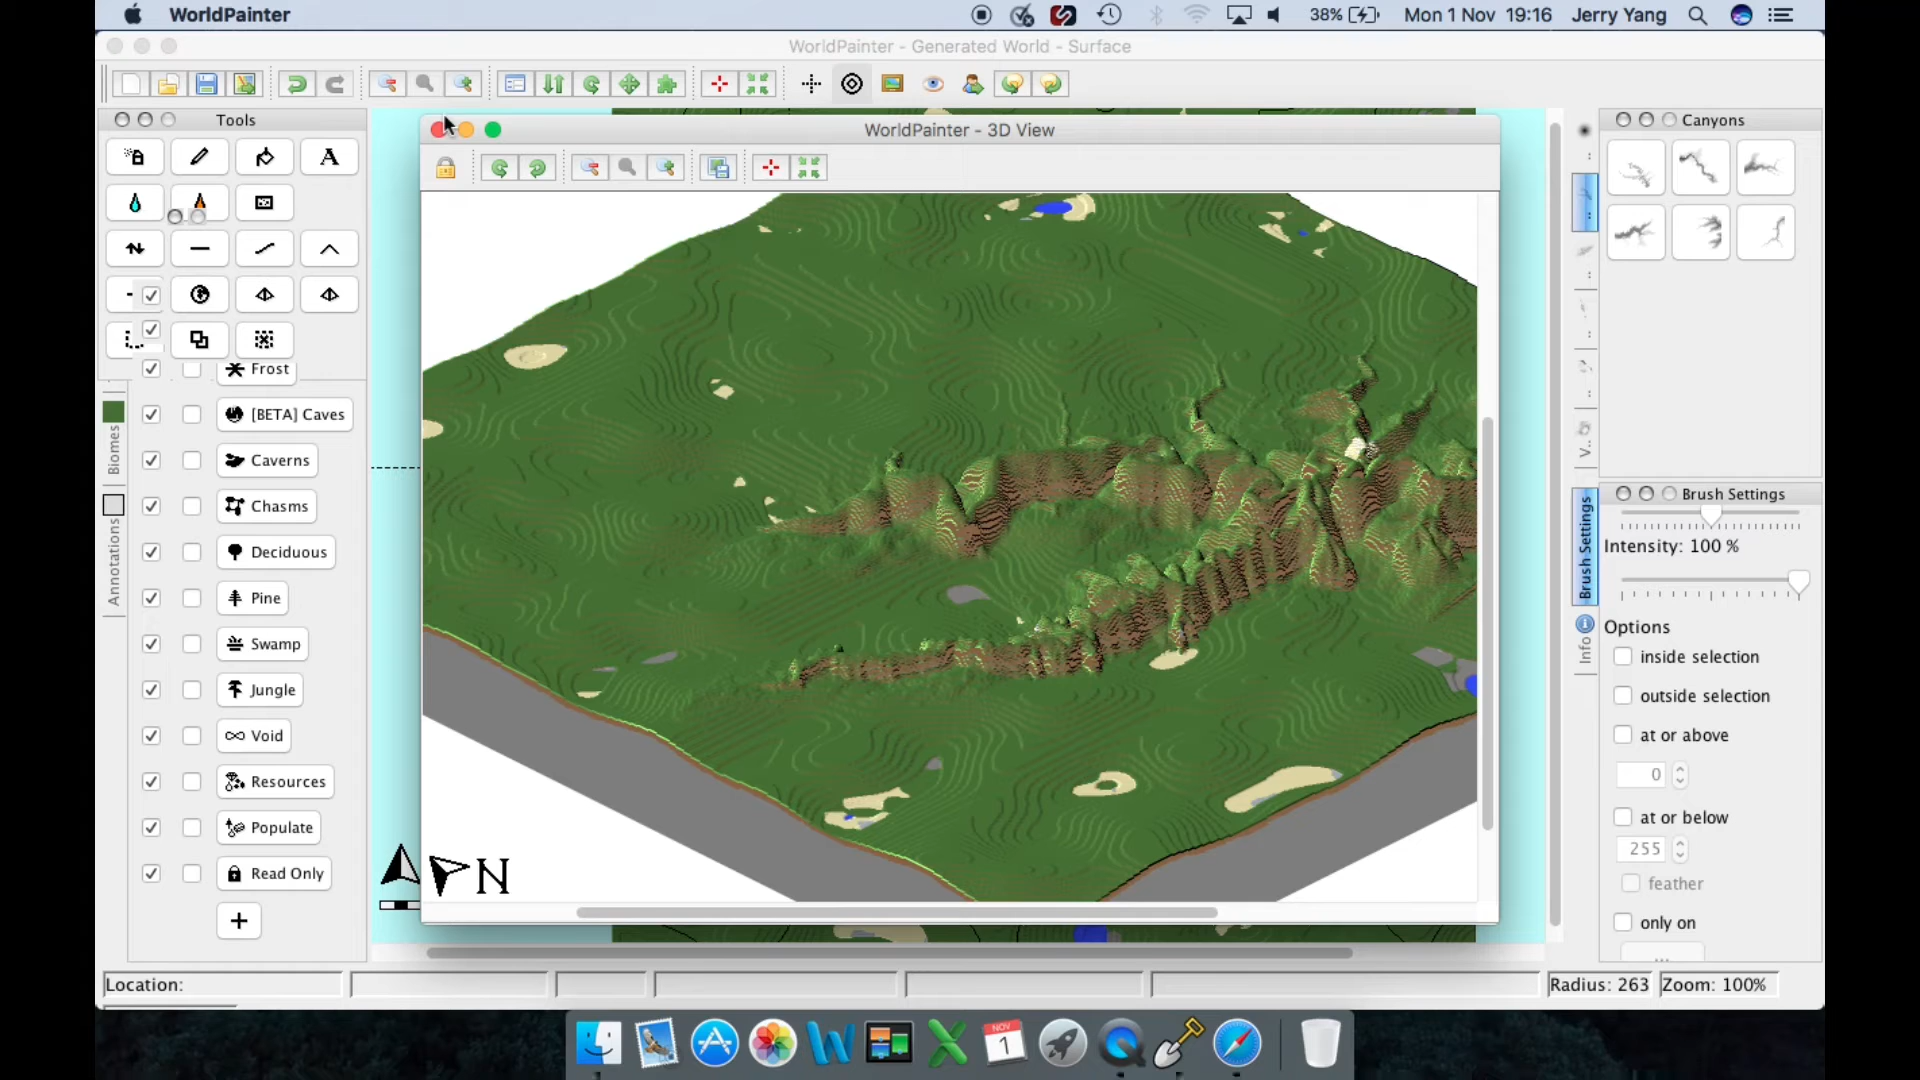 WorldPainter
38%
Mon 1 Nov 19:16
Jerry Yang
WorldPainter - Generated World - Surface
Tools
A
Frost
[BETA] Caves
Caverns
Chasms
Deciduous
Pine
Swamp
Jungle
Void
Resources
Populate
Read Only
+
Biomes
Annotations
WorldPainter - 3D View
N
Canyons
V...
Brush Settings
Brush Settings
Info
Intensity: 100 %
Options
inside selection
outside selection
at or above
0
at or below
255
feather
only on
...
Location:
Radius: 263
Zoom: 100%
NOV
1